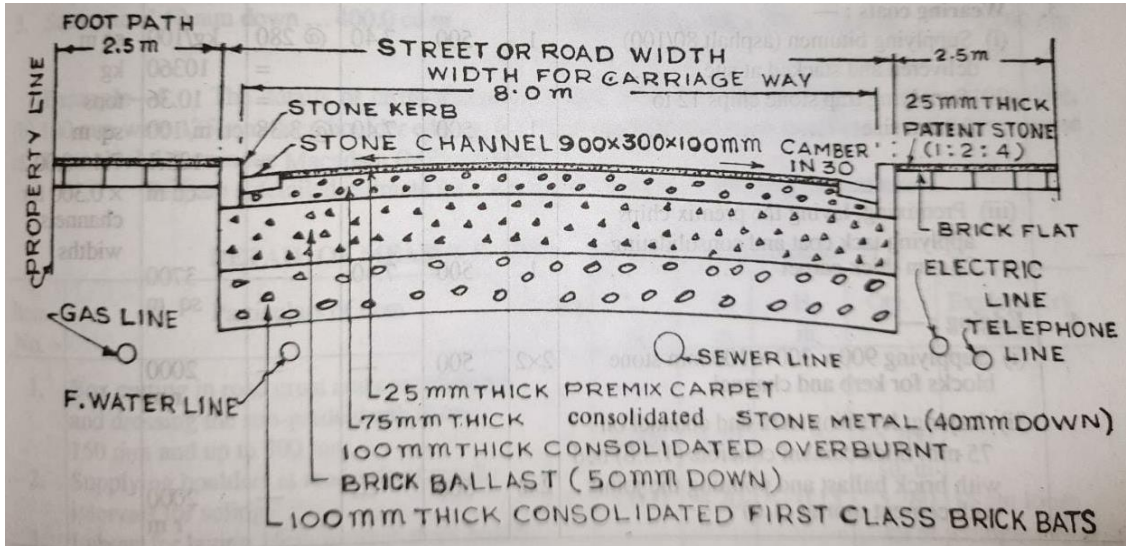 FOOT PATH
2.5 m
STREET OR ROAD WIDTH
2.5 m
WIDTH FOR CARRIAGE WAY
8.0 m
PROPERTY LINE
STONE KERB
25mm THICK
PATENT STONE
(1:2:4)
STONE CHANNEL 900x300x100mm
CAMBER
IN 30
BRICK FLAT
ELECTRIC
LINE
GAS LINE
TELEPHONE
LINE
SEWER LINE
F. WATER LINE
25mm THICK PREMIX CARPET
75mm THICK consolidated STONE METAL (40mm DOWN)
100mm THICK CONSOLIDATED OVERBURNT
BRICK BALLAST (50mm DOWN)
100mm THICK CONSOLIDATED FIRST CLASS BRICK BATS